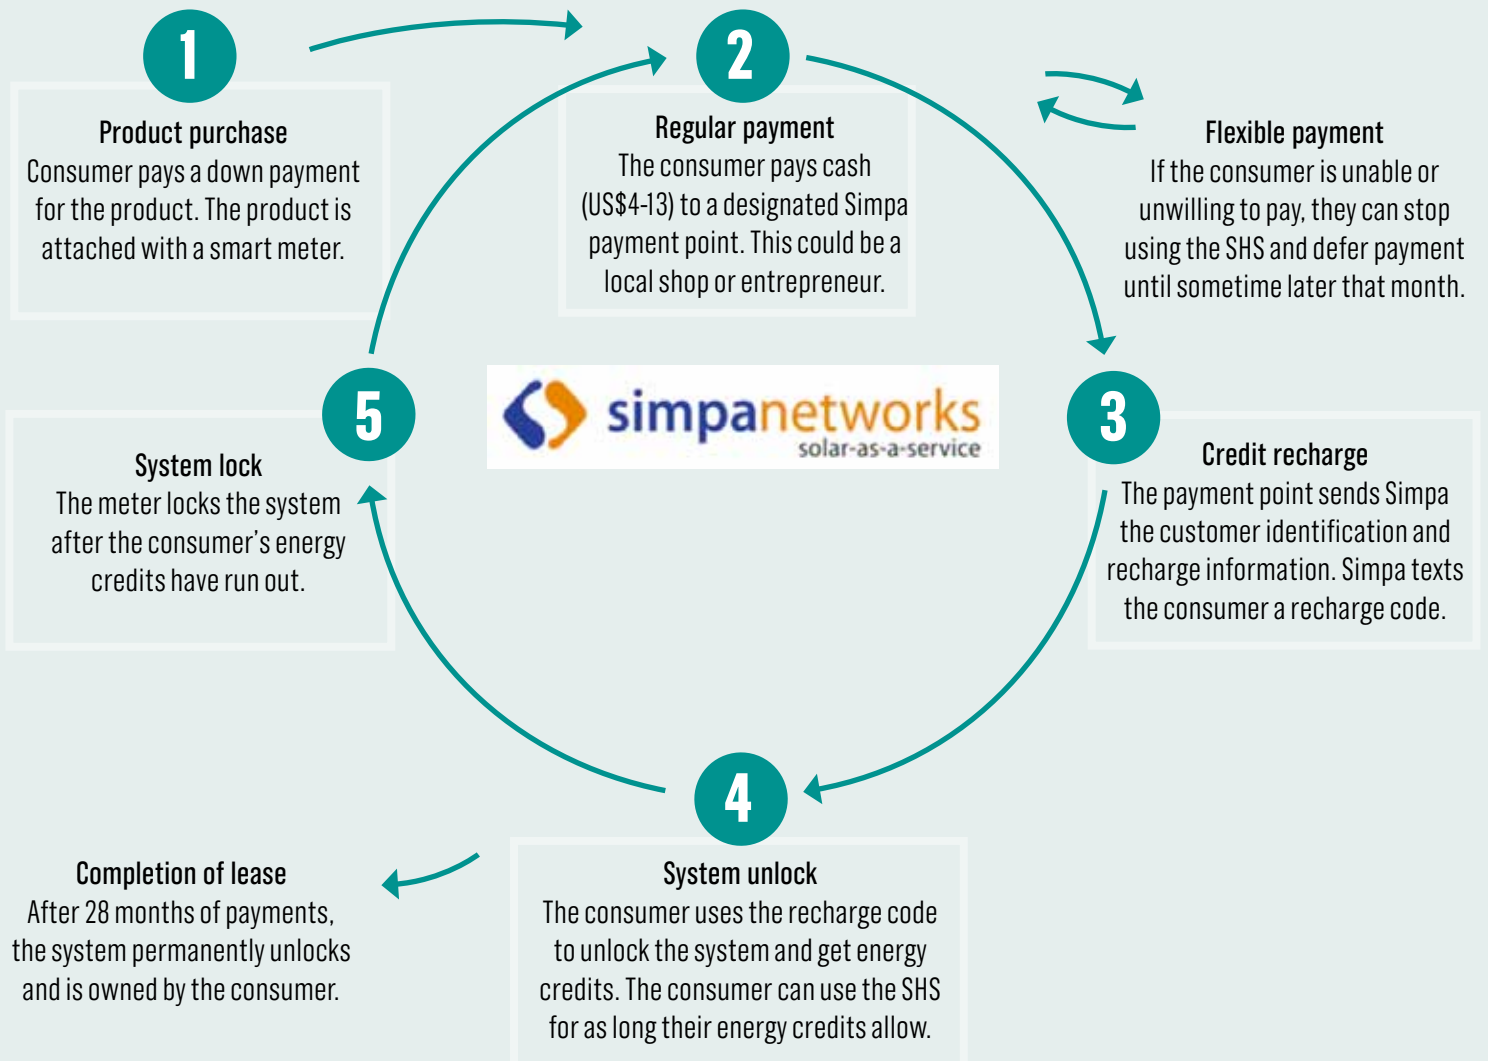 1
Product purchase
Consumer pays a down payment
for the product. The product is
attached with a smart meter.
2
Regular payment
The consumer pays cash
(US$4-13) to a designated Simpa
payment point. This could be a
local shop or entrepreneur.
Flexible payment
If the consumer is unable or
unwilling to pay, they can stop
using the SHS and defer payment
until sometime later that month.
simpanetworks
solar-as-a-service
3
Credit recharge
The payment point sends Simpa
the customer identification and
recharge information. Simpa texts
the consumer a recharge code.
4
System unlock
The consumer uses the recharge code
to unlock the system and get energy
credits. The consumer can use the SHS
for as long their energy credits allow.
Completion of lease
After 28 months of payments,
the system permanently unlocks
and is owned by the consumer.
5
System lock
The meter locks the system
after the consumer’s energy
credits have run out.